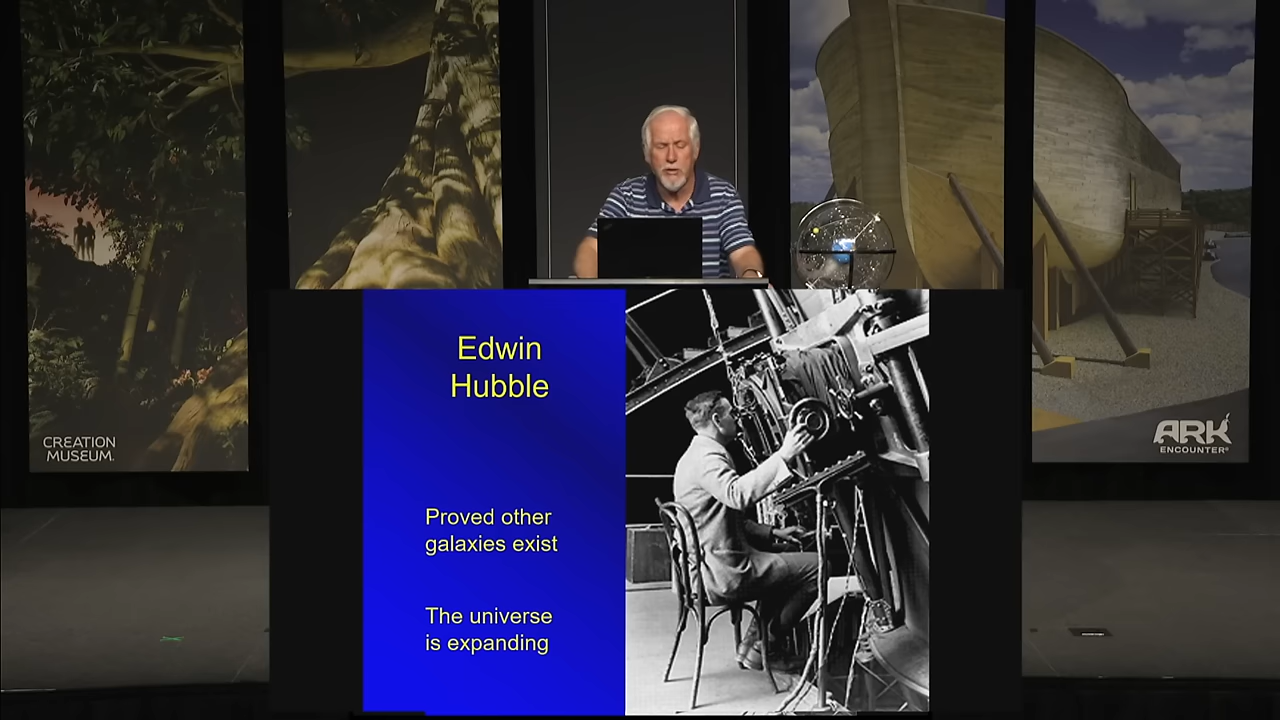 CREATION
MUSEUM.
Edwin
Hubble
Proved other
galaxies exist
The universe
is expanding
ARK
ENCOUNTER